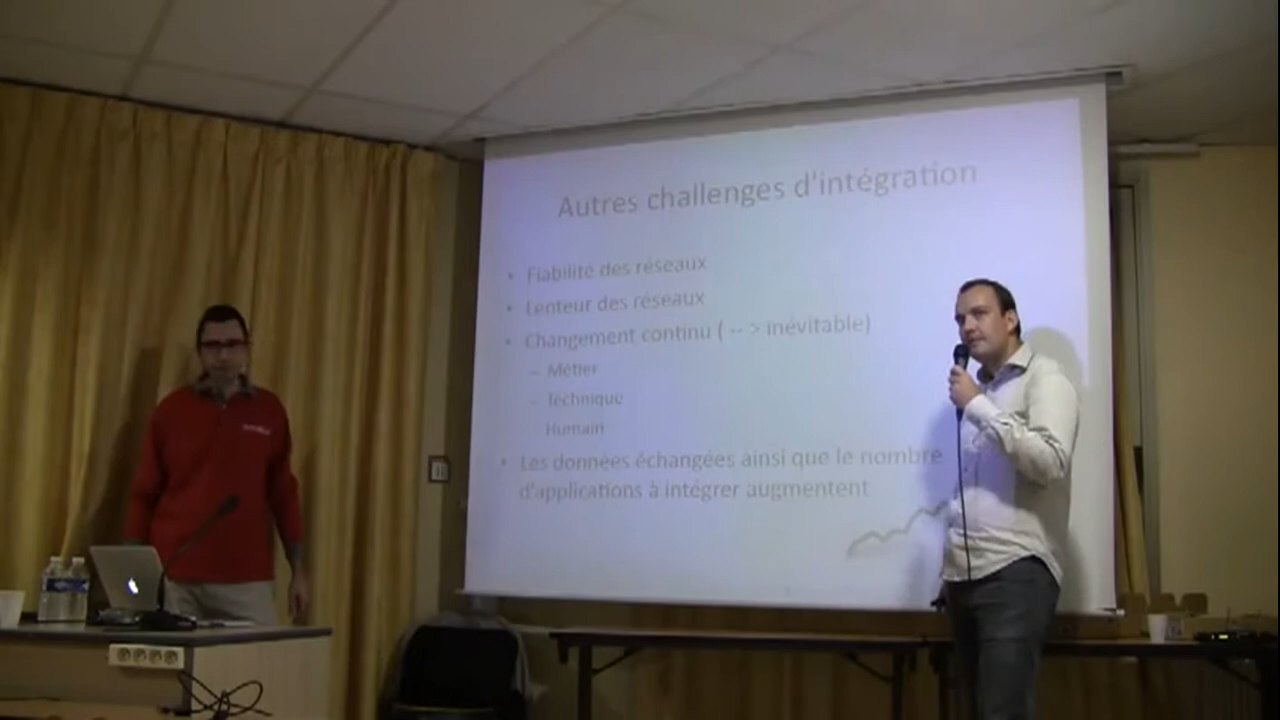 Autres challenges d'intégration
• Fiabilité des réseaux
• Lenteur des réseaux
• Changement continu ( -- > inévitable)
– Métier
– Technique
Humain
• Les données échangées ainsi que le nombre
d'applications à intégrer augmentent